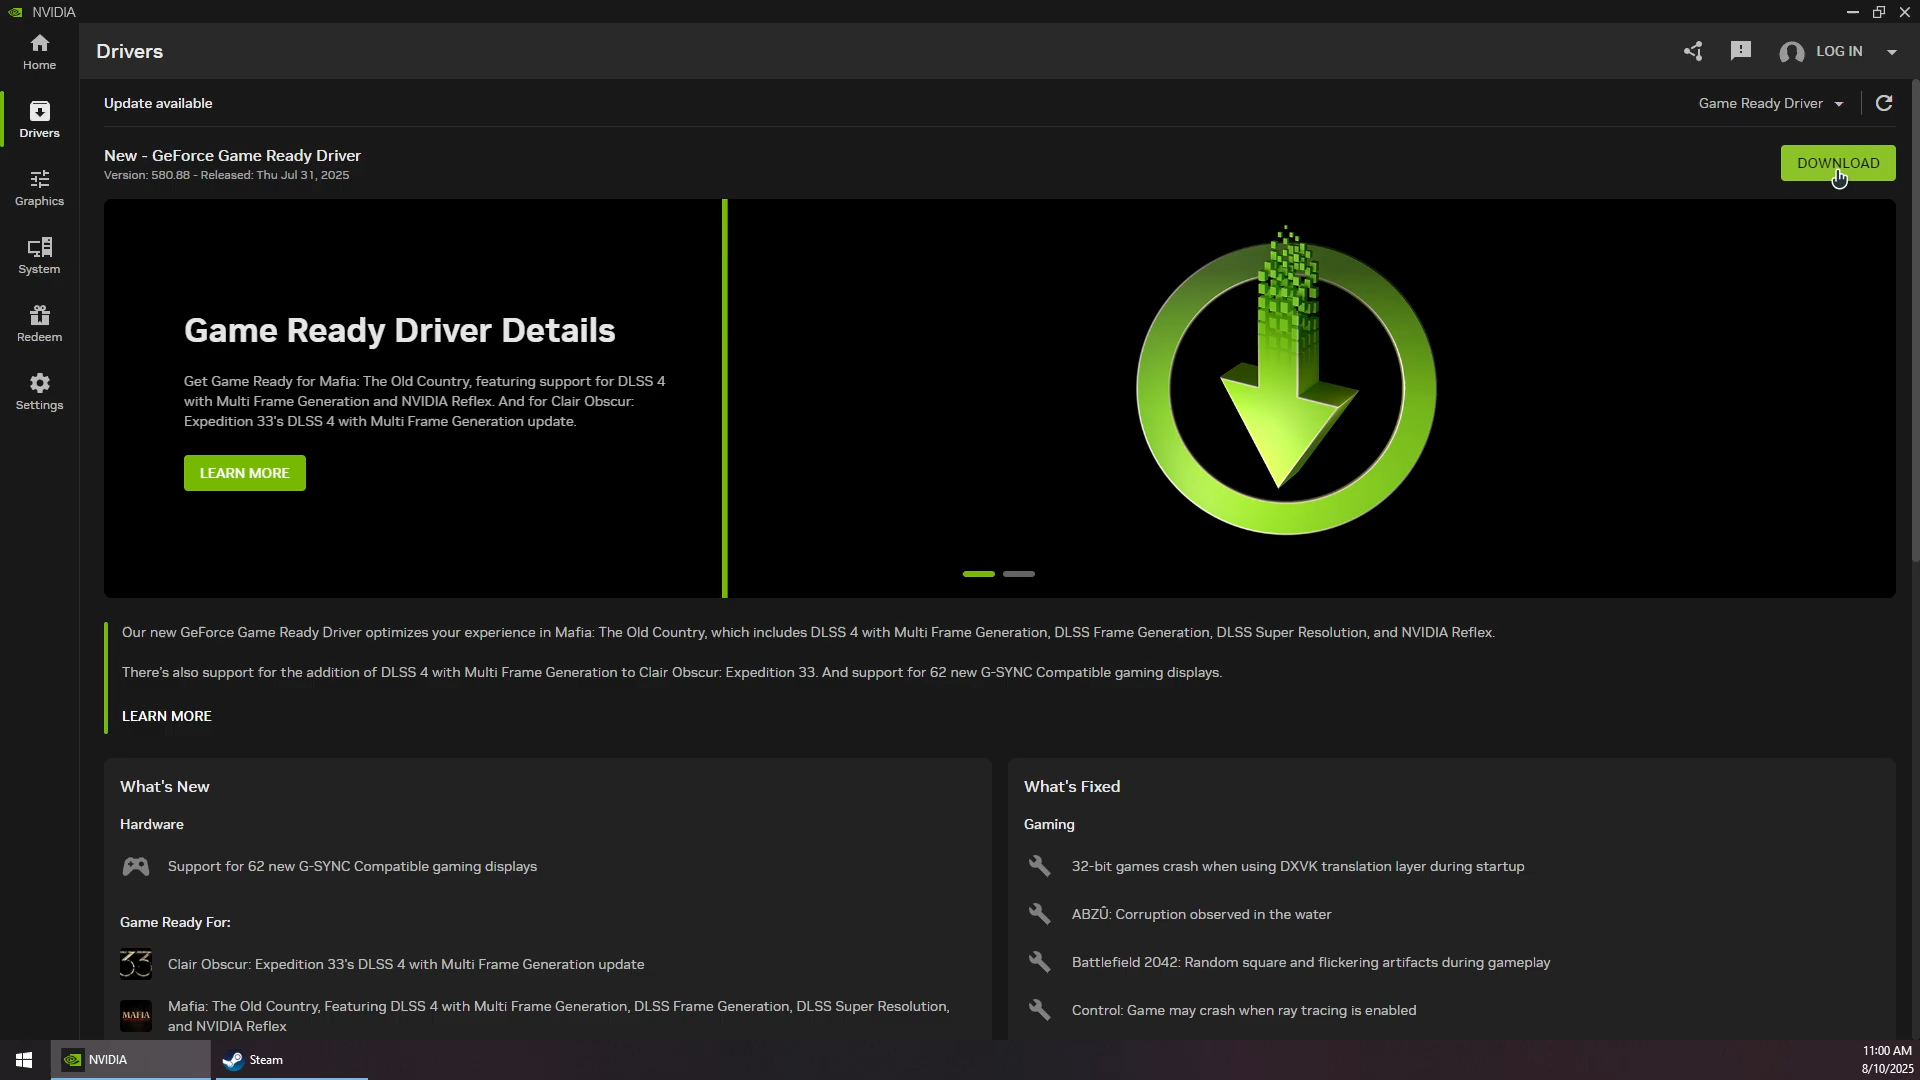 NVIDIA
Home
Drivers
LOG IN
Drivers
Update available
Game Ready Driver
New - GeForce Game Ready Driver
Version: 580.88 - Released: Thu Jul 31, 2025
DOWNLOAD
Graphics
System
Redeem
Settings
Game Ready Driver Details
Get Game Ready for Mafia: The Old Country, featuring support for DLSS 4
with Multi Frame Generation and NVIDIA Reflex. And for Clair Obscur:
Expedition 33's DLSS 4 with Multi Frame Generation update.
LEARN MORE
Our new GeForce Game Ready Driver optimizes your experience in Mafia: The Old Country, which includes DLSS 4 with Multi Frame Generation, DLSS Frame Generation, DLSS Super Resolution, and NVIDIA Reflex.
There's also support for the addition of DLSS 4 with Multi Frame Generation to Clair Obscur: Expedition 33. And support for 62 new G-SYNC Compatible gaming displays.
LEARN MORE
What's New
Hardware
Support for 62 new G-SYNC Compatible gaming displays
Game Ready For:
33
Clair Obscur: Expedition 33's DLSS 4 with Multi Frame Generation update
MAFIA
Mafia: The Old Country, Featuring DLSS 4 with Multi Frame Generation, DLSS Frame Generation, DLSS Super Resolution,
and NVIDIA Reflex
What's Fixed
Gaming
32-bit games crash when using DXVK translation layer during startup
ABZÛ: Corruption observed in the water
Battlefield 2042: Random square and flickering artifacts during gameplay
Control: Game may crash when ray tracing is enabled
NVIDIA
Steam
11:00 AM
8/10/2025